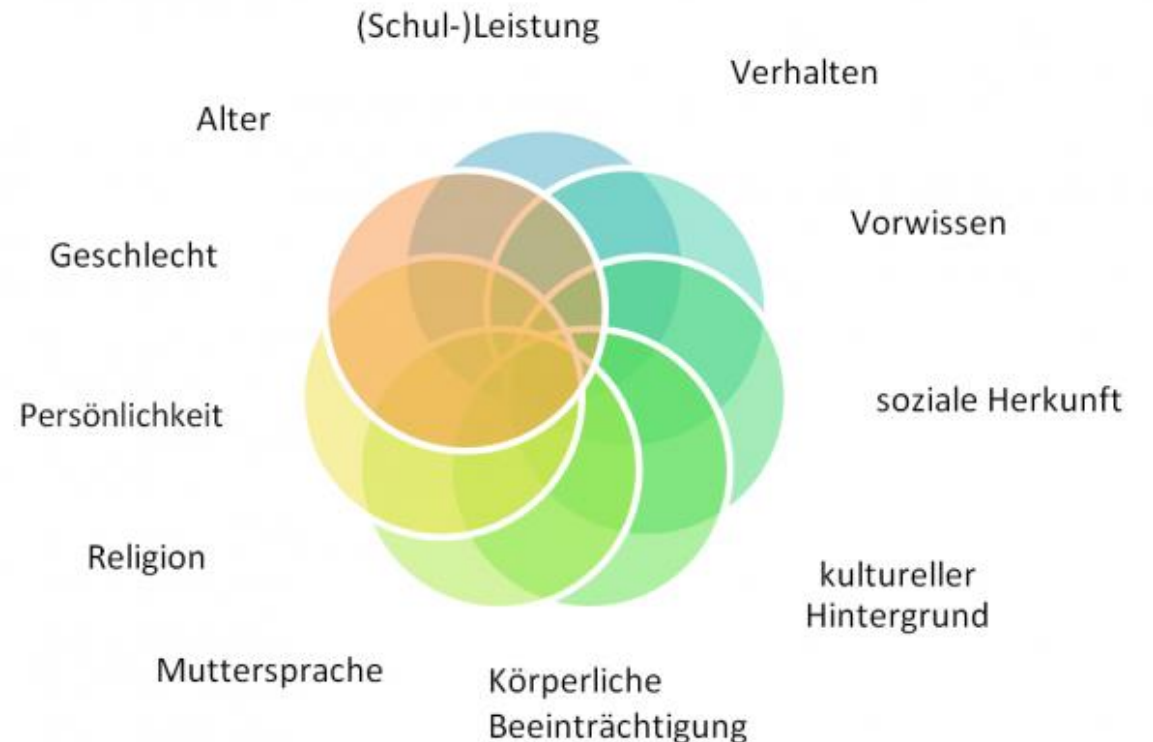 (Schul-)Leistung
Verhalten
Alter
Vorwissen
Geschlecht
soziale Herkunft
Persönlichkeit
Religion
kultureller
Hintergrund
Muttersprache
Körperliche
Beeinträchtigung